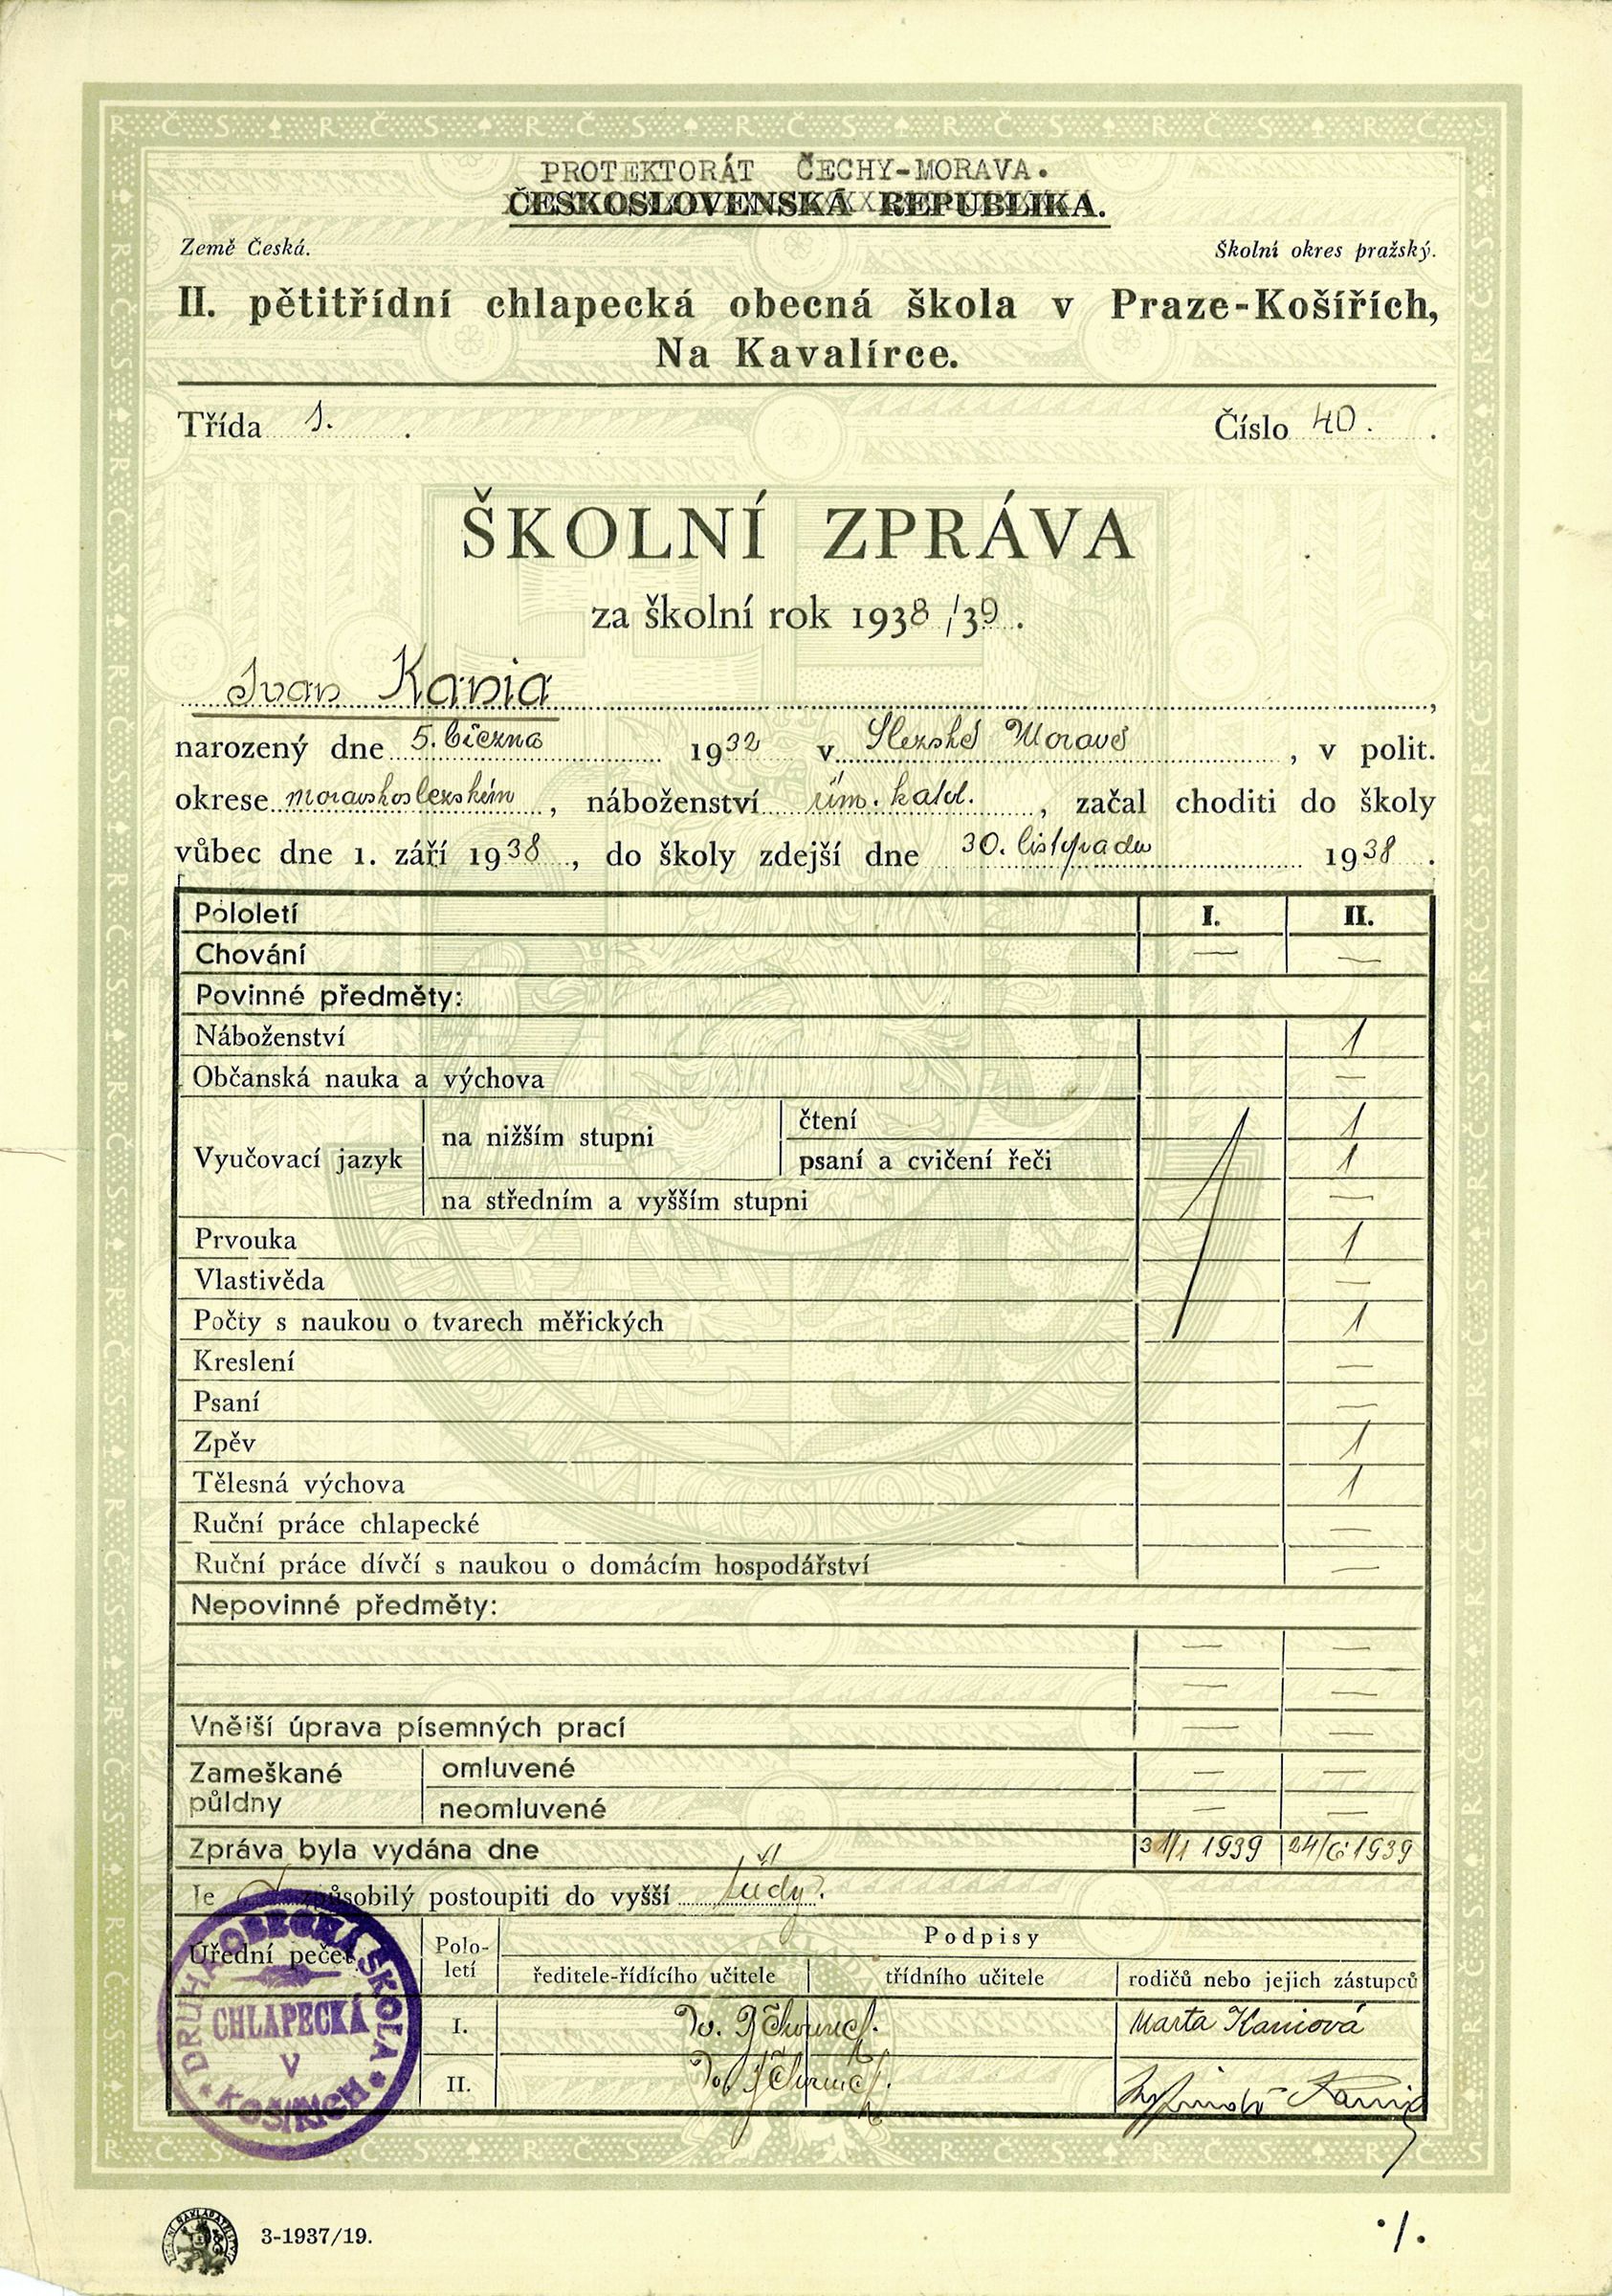 PROTEKTORÁT ČECHY-MORAVA.
ČESKOSLOVENSKÁ REPUBLIKA.
Země Česká. Školní okres pražský.
II. pětitřídní chlapecká obecná škola v Praze-Košířích,
Na Kavalírce.
Třída 1. Číslo 40.
ŠKOLNÍ ZPRÁVA
za školní rok 1938/39.
Ivan Kania,
narozený dne 5. března 1932 v Slezské Moravě, v polit.
okrese moravskoslezském, náboženství řím. katol., začal choditi do školy
vůbec dne 1. září 1938, do školy zdejší dne 30. listopadu 1938.
Pololetí I. II.
Chování — —
Povinné předměty:
Náboženství 1
Občanská nauka a výchova —
Vyučovací jazyk na nižším stupni čtení 1
psaní a cvičení řeči 1
na středním a vyšším stupni —
Prvouka 1
Vlastivěda —
Počty s naukou o tvarech měřických 1
Kreslení —
Psaní —
Zpěv 1
Tělesná výchova 1
Ruční práce chlapecké —
Ruční práce dívčí s naukou o domácím hospodářství —
Nepovinné předměty:
— —
— —
Vnější úprava písemných prací — —
Zameškané půldny omluvené — —
neomluvené — —
Zpráva byla vydána dne 31/1 1939 24/6 1939
Je způsobilý postoupiti do vyšší třídy.
Úřední pečeť Polo-letí Podpisy
ředitele-řídícího učitele třídního učitele rodičů nebo jejich zástupců
I. Marta Kaniová
II. Kania
DRUHÁ OBECNÁ ŠKOLA
CHLAPECKÁ
V
KOŠÍŘÍCH
3-1937/19.
·/.